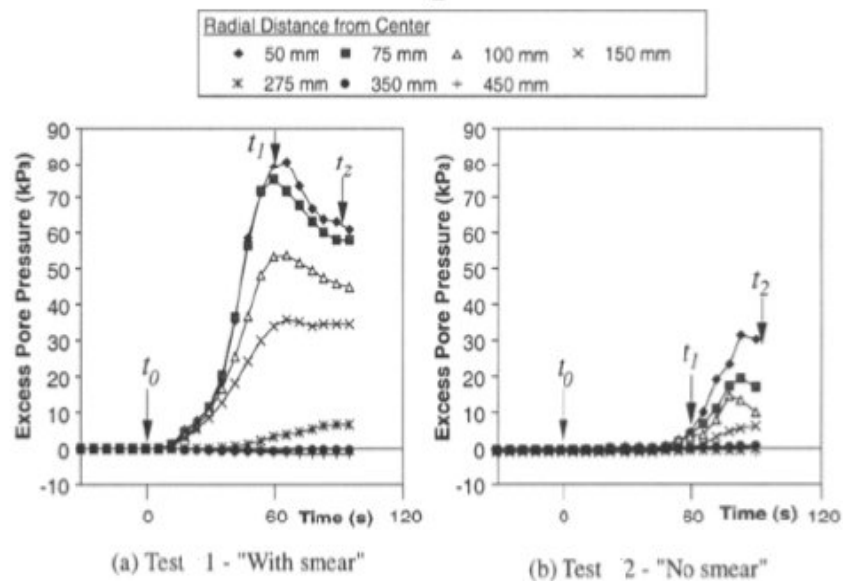 Radial Distance from Center
50 mm 75 mm 100 mm 150 mm
275 mm 350 mm 450 mm
Excess Pore Pressure (kPa)
90
80
70
60
50
40
30
20
10
0
-10
t0
t1
t2
0 60 Time (s) 120
(a) Test 1 - "With smear"
Excess Pore Pressure (kPa)
90
80
70
60
50
40
30
20
10
0
-10
t0
t1
t2
0 60 Time (s) 120
(b) Test 2 - "No smear"